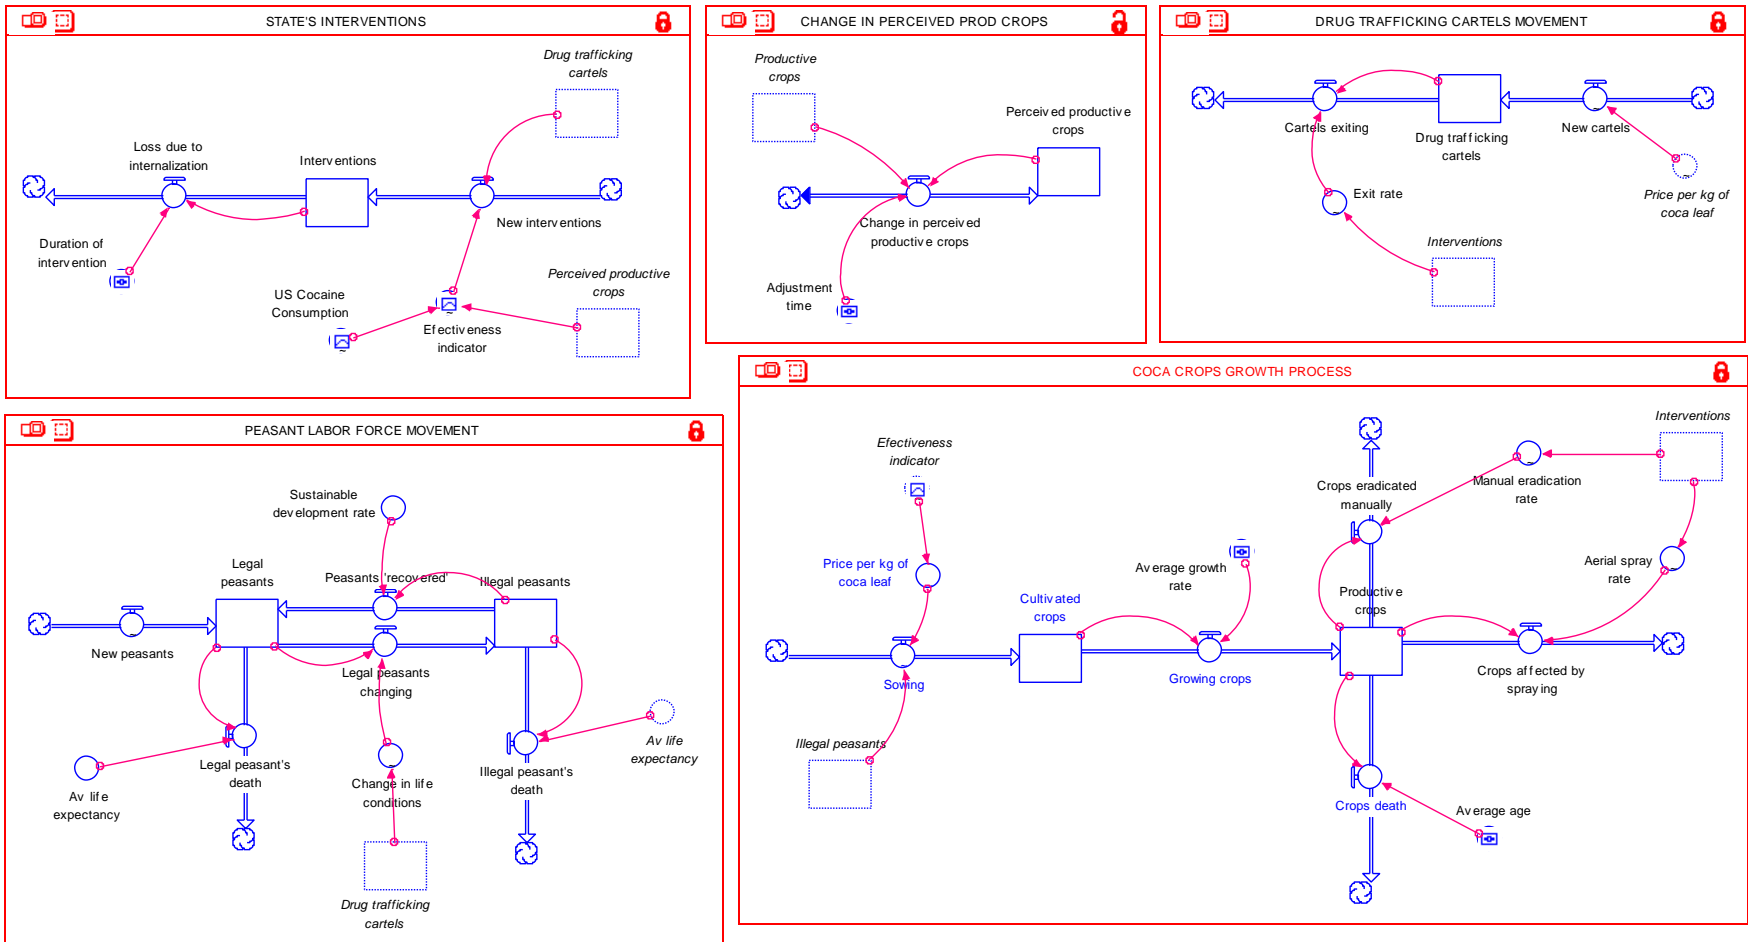 STATE'S INTERVENTIONS
Drug trafficking
cartels
Loss due to
internalization
Interventions
New interventions
Duration of
intervention
US Cocaine
Consumption
Efectiveness
indicator
Perceived productive
crops
CHANGE IN PERCEIVED PROD CROPS
Productive
crops
Perceived productive
crops
Change in perceived
productive crops
Adjustment
time
DRUG TRAFFICKING CARTELS MOVEMENT
Cartels exiting
Drug trafficking
cartels
New cartels
Exit rate
Price per kg of
coca leaf
Interventions
PEASANT LABOR FORCE MOVEMENT
Sustainable
development rate
Legal
peasants
Peasants 'recovered'
Illegal peasants
New peasants
Legal peasants
changing
Legal peasant's
death
Av life
expectancy
Change in life
conditions
Illegal peasant's
death
Av life
expectancy
Drug trafficking
cartels
COCA CROPS GROWTH PROCESS
Efectiveness
indicator
Interventions
Crops eradicated
manually
Manual eradication
rate
Price per kg of
coca leaf
Average growth
rate
Aerial spray
rate
Cultivated
crops
Productive
crops
Sowing
Growing crops
Crops affected by
spraying
Illegal peasants
Crops death
Average age